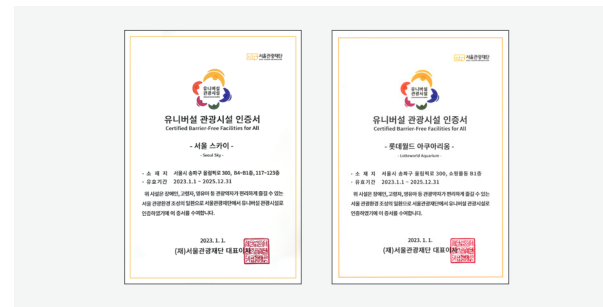 서울관광재단
유니버설
관광시설
유니버설 관광시설 인증서
Certified Barrier-Free Facilities for All
- 서울 스카이 -
- Seoul Sky -
· 소 재 지 서울시 송파구 올림픽로 300, B4~B1층, 117~123층
· 유효기간 2023.1.1 ~ 2025.12.31
위 시설은 장애인, 고령자, 영유아 등 관광약자가 편리하게 즐길 수 있는
서울 관광환경 조성의 일환으로 서울관광재단에서 유니버설 관광시설로
인증하였기에 이 증서를 수여합니다.
2023. 1. 1.
(재)서울관광재단 대표이사
서울관광재단
유니버설
관광시설
유니버설 관광시설 인증서
Certified Barrier-Free Facilities for All
- 롯데월드 아쿠아리움 -
- Lotteworld Aquarium -
· 소 재 지 서울시 송파구 올림픽로 300, 쇼핑몰동 B1층
· 유효기간 2023.1.1 ~ 2025.12.31
위 시설은 장애인, 고령자, 영유아 등 관광약자가 편리하게 즐길 수 있는
서울 관광환경 조성의 일환으로 서울관광재단에서 유니버설 관광시설로
인증하였기에 이 증서를 수여합니다.
2023. 1. 1.
(재)서울관광재단 대표이사